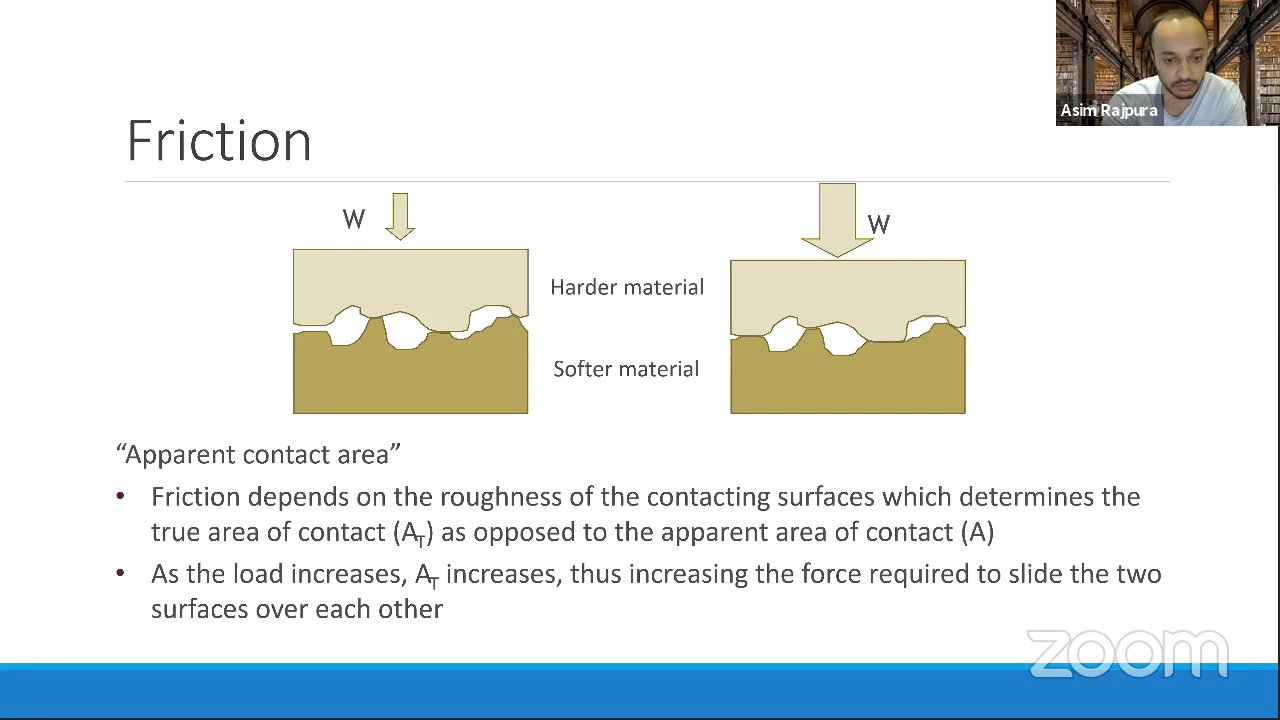 Asim Rajpura
Friction
W
W
Harder material
Softer material
“Apparent contact area”
• Friction depends on the roughness of the contacting surfaces which determines the
true area of contact (AT) as opposed to the apparent area of contact (A)
• As the load increases, AT increases, thus increasing the force required to slide the two
surfaces over each other
zoom